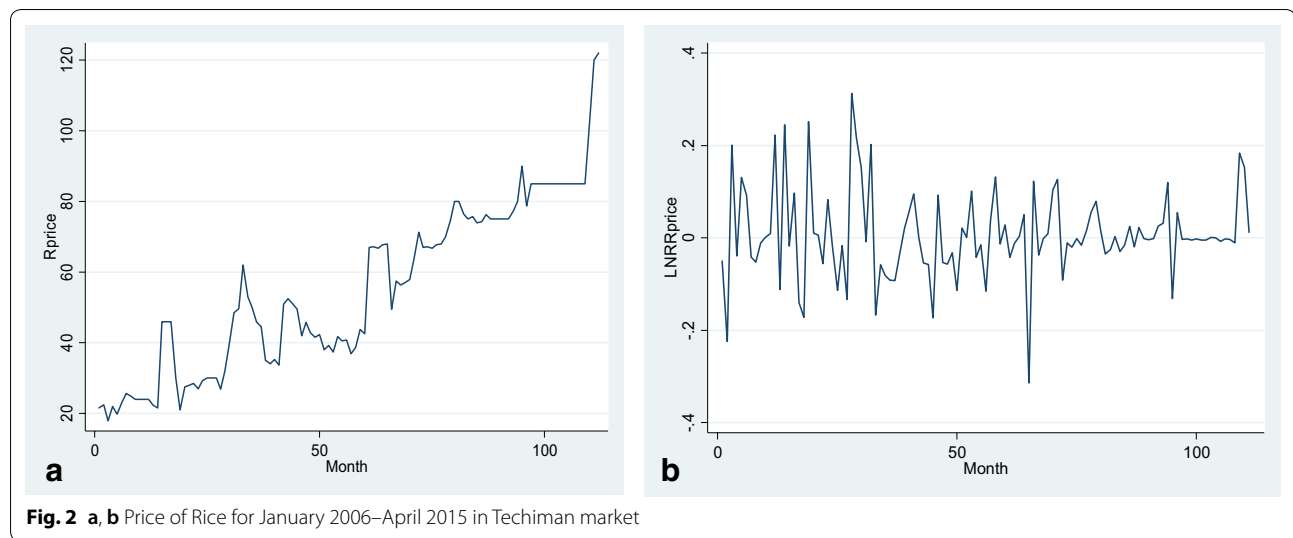 120
100
80
60
40
20
Rprice
0
50
100
Month
a
.4
.2
0
-.2
-.4
LNRRprice
0
50
100
Month
b
Fig. 2 a, b Price of Rice for January 2006–April 2015 in Techiman market